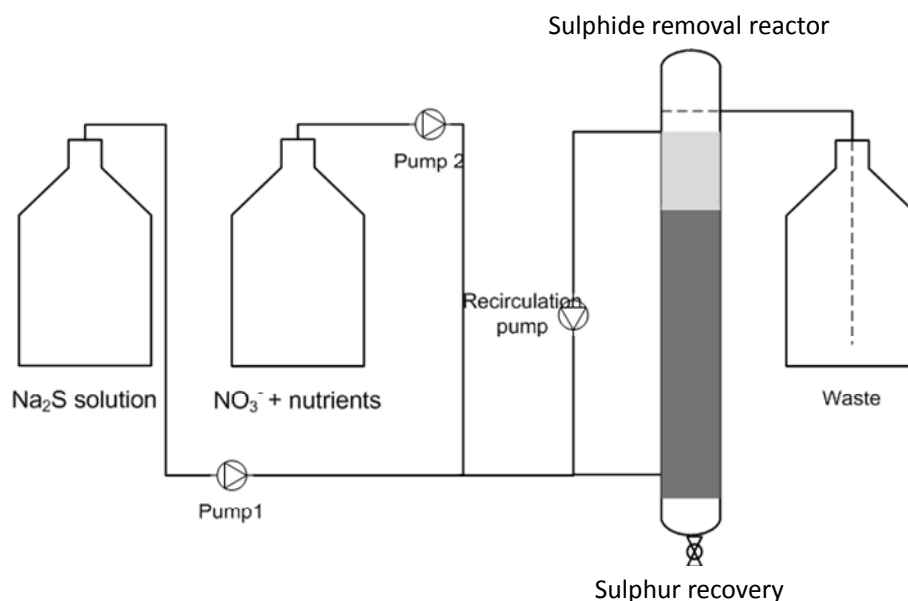 Sulphide removal reactor
Pump 2
Recirculation
pump
Na₂S solution
NO₃⁻ + nutrients
Waste
Pump1
Sulphur recovery